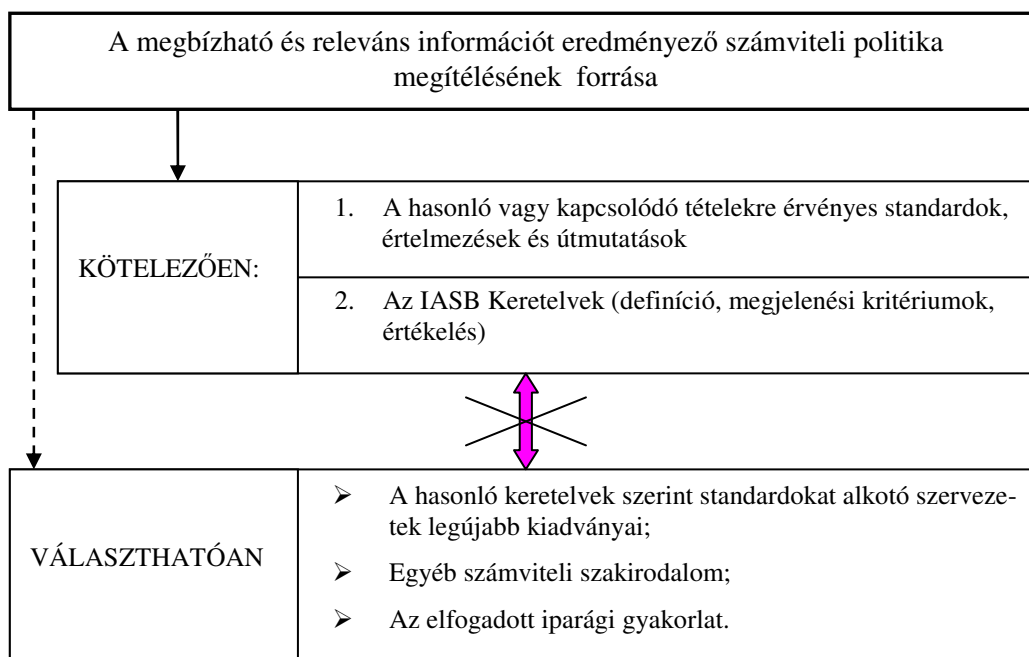 A megbízható és releváns információt eredményező számviteli politika
megítélésének forrása
KÖTELEZŐEN:
1. A hasonló vagy kapcsolódó tételekre érvényes standardok,
értelmezések és útmutatások
2. Az IASB Keretelvek (definíció, megjelenési kritériumok,
értékelés)
VÁLASZTHATÓAN
➢ A hasonló keretelvek szerint standardokat alkotó szerveze-
tek legújabb kiadványai;
➢ Egyéb számviteli szakirodalom;
➢ Az elfogadott iparági gyakorlat.